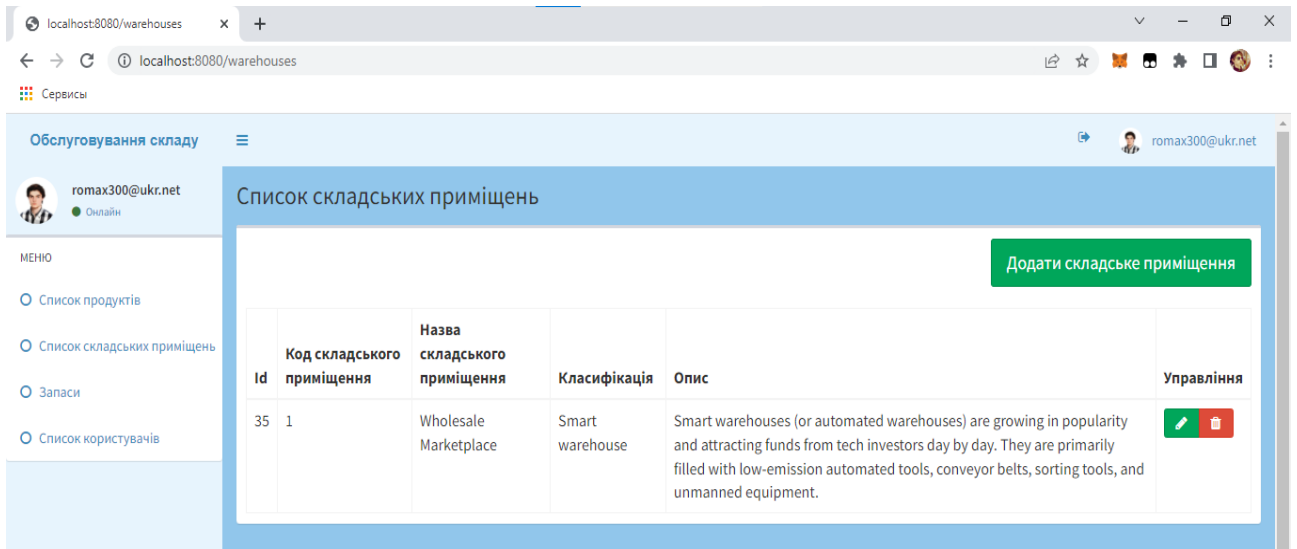 localhost:8080/warehouses
localhost:8080/warehouses
Сервисы
Обслуговування складу
romax300@ukr.net
romax300@ukr.net
Онлайн
МЕНЮ
Список продуктів
Список складських приміщень
Запаси
Список користувачів
Список складських приміщень
Додати складське приміщення
Id
Код складського
приміщення
Назва
складського
приміщення
Класифікація
Опис
Управління
35
1
Wholesale
Marketplace
Smart
warehouse
Smart warehouses (or automated warehouses) are growing in popularity
and attracting funds from tech investors day by day. They are primarily
filled with low-emission automated tools, conveyor belts, sorting tools, and
unmanned equipment.